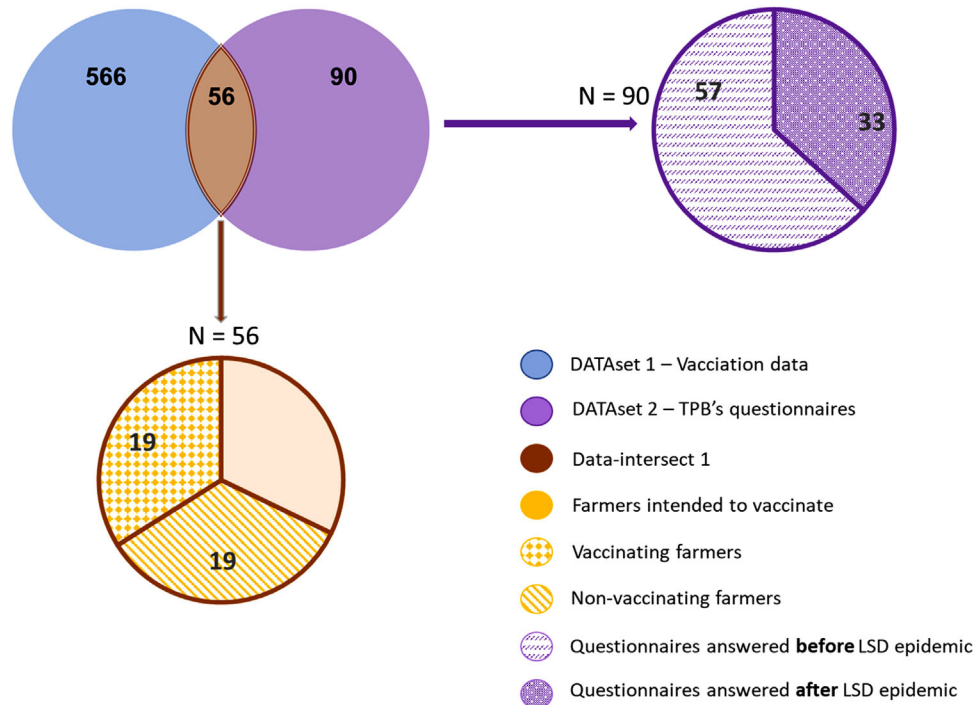 566
56
90
N = 90
57
33
N = 56
19
19
DATAset 1 – Vacciation data
DATAset 2 – TPB's questionnaires
Data-intersect 1
Farmers intended to vaccinate
Vaccinating farmers
Non-vaccinating farmers
Questionnaires answered before LSD epidemic
Questionnaires answered after LSD epidemic